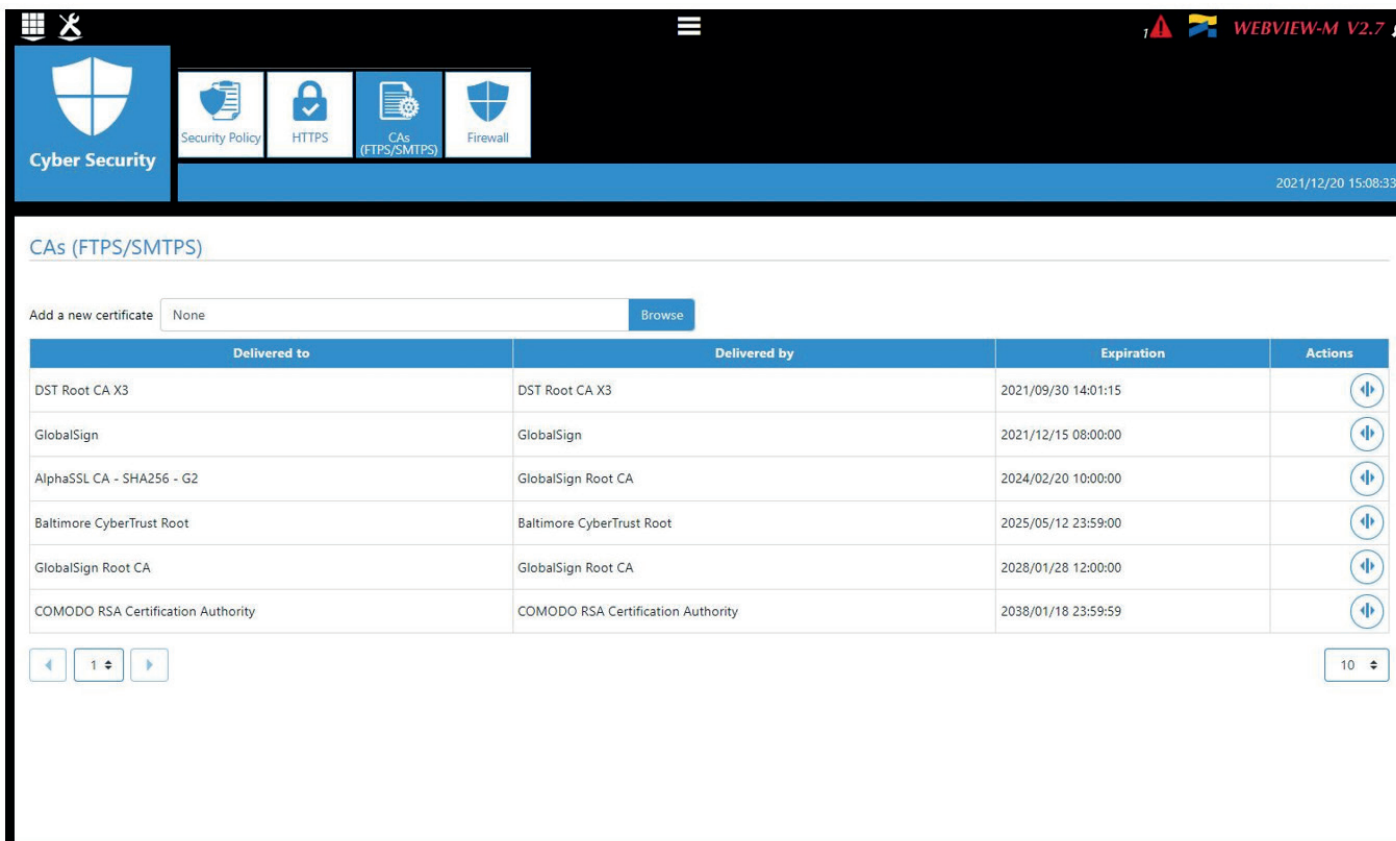 1
WEBVIEW-M V2.7
Cyber Security
Security Policy
HTTPS
CAs
(FTPS/SMTPS)
Firewall
2021/12/20 15:08:33
CAs (FTPS/SMTPS)
Add a new certificate None Browse
Delivered to Delivered by Expiration Actions
DST Root CA X3 DST Root CA X3 2021/09/30 14:01:15
GlobalSign GlobalSign 2021/12/15 08:00:00
AlphaSSL CA - SHA256 - G2 GlobalSign Root CA 2024/02/20 10:00:00
Baltimore CyberTrust Root Baltimore CyberTrust Root 2025/05/12 23:59:00
GlobalSign Root CA GlobalSign Root CA 2028/01/28 12:00:00
COMODO RSA Certification Authority COMODO RSA Certification Authority 2038/01/18 23:59:59
1 10